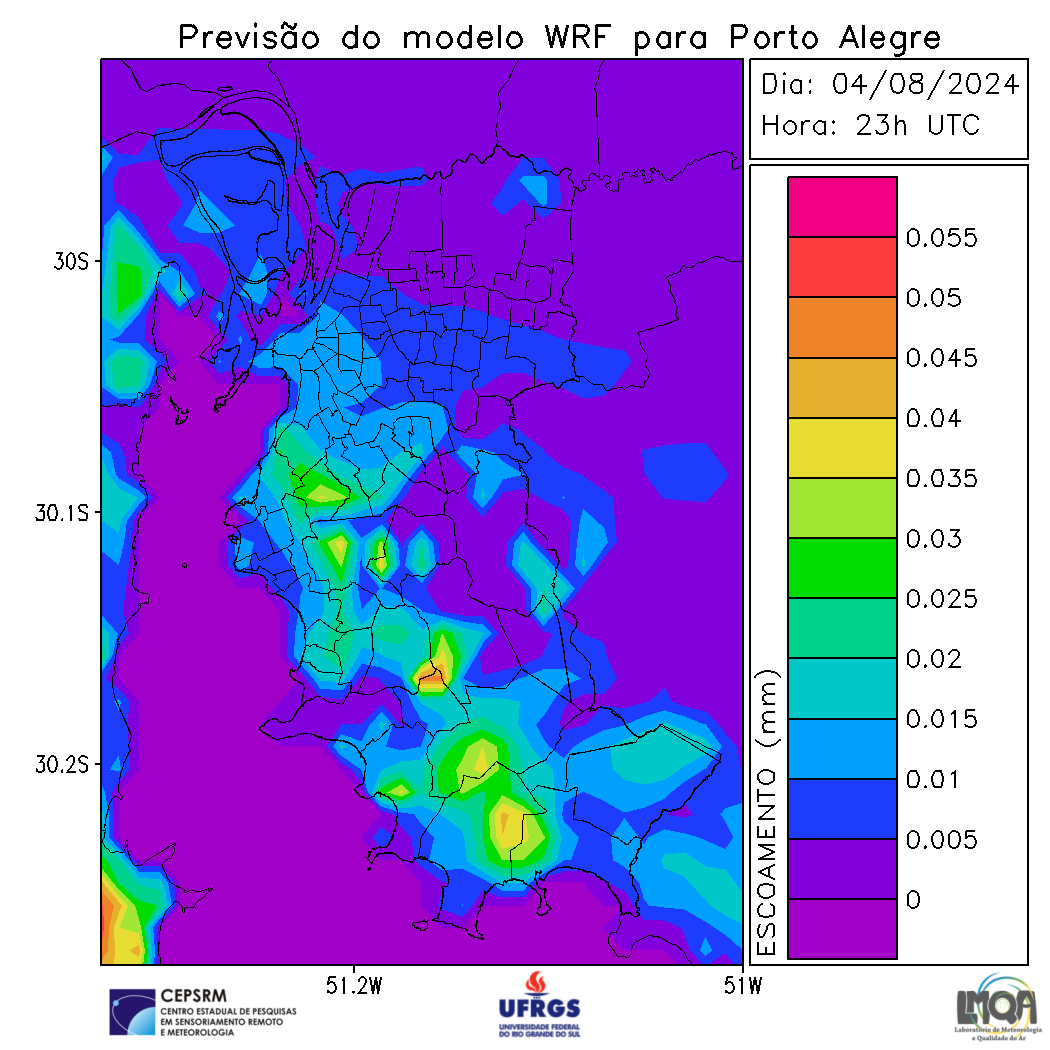 Previsão do modelo WRF para Porto Alegre
Dia: 04/08/2024
Hora: 23h UTC
30S
30.1S
30.2S
51.2W
51W
ESCOAMENTO (mm)
0.055
0.05
0.045
0.04
0.035
0.03
0.025
0.02
0.015
0.01
0.005
0
CEPSRM
CENTRO ESTADUAL DE PESQUISAS
EM SENSORIAMENTO REMOTO
E METEOROLOGIA
UFRGS
UNIVERSIDADE FEDERAL
DO RIO GRANDE DO SUL
LMQA
Laboratório de Meteorologia
e Qualidade do Ar